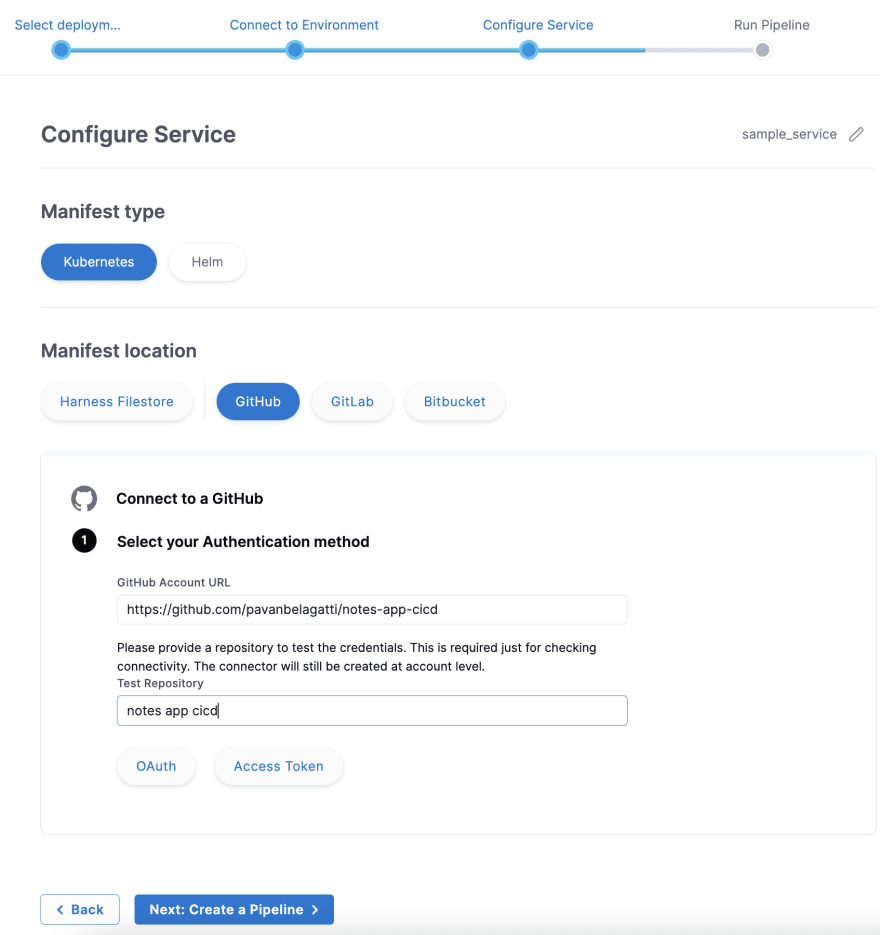 Select deploym...
Connect to Environment
Configure Service
Run Pipeline
Configure Service
sample_service
Manifest type
Kubernetes
Helm
Manifest location
Harness Filestore
GitHub
GitLab
Bitbucket
Connect to a GitHub
1
Select your Authentication method
GitHub Account URL
https://github.com/pavanbelagatti/notes-app-cicd
Please provide a repository to test the credentials. This is required just for checking
connectivity. The connector will still be created at account level.
Test Repository
notes app cicd
OAuth
Access Token
Back
Next: Create a Pipeline